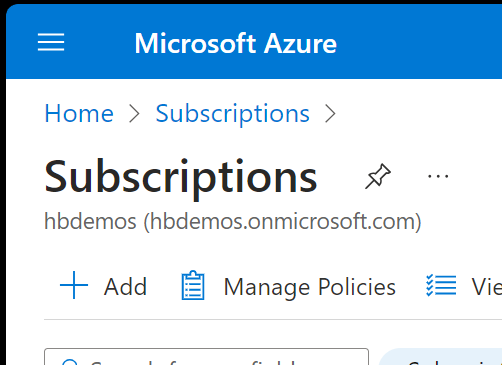 Microsoft Azure
Home > Subscriptions >
Subscriptions
hbdemos (hbdemos.onmicrosoft.com)
Add Manage Policies